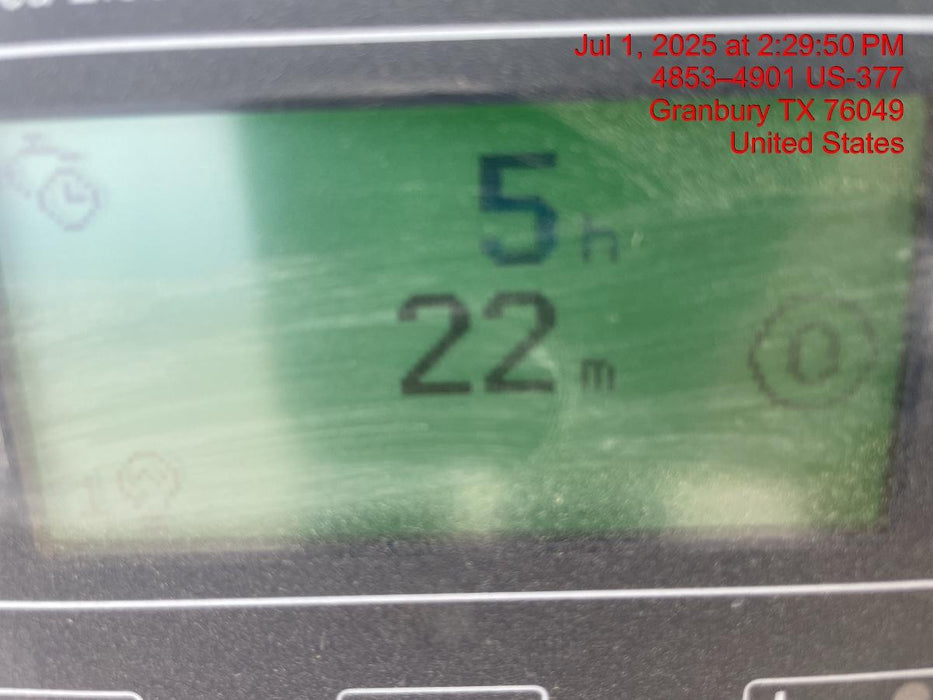 Jul 1, 2025 at 2:29:50 PM
4853–4901 US-377
Granbury TX 76049
United States
5 h
22 m
0